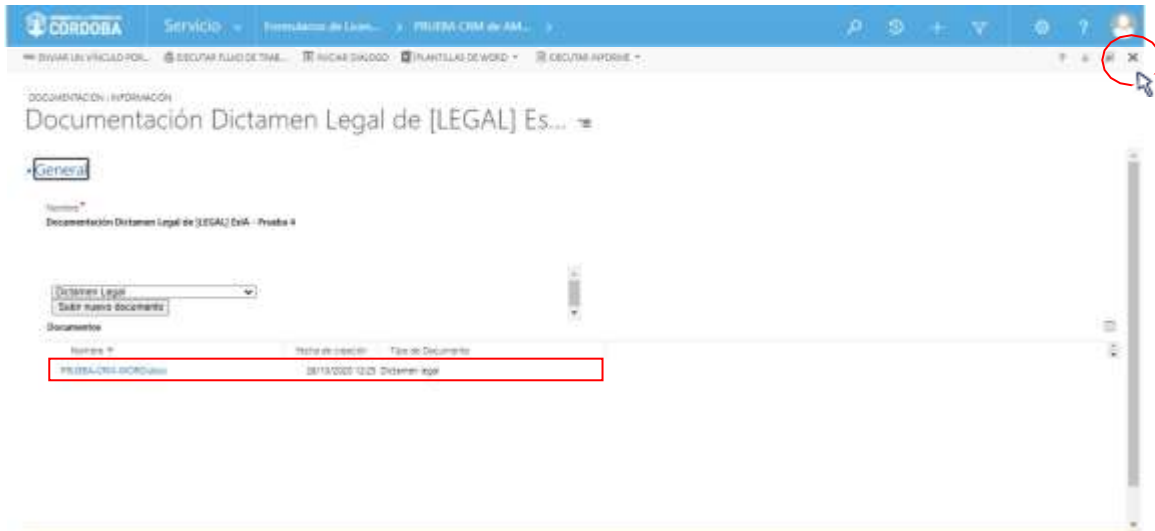 CÓRDOBA Servicio Formularios de Licen... PRUEBA CRM de AM...
ENVIAR UN VÍNCULO POR... EJECUTAR FLUJO DE TRAB... INICIAR DIÁLOGO PLANTILLAS DE WORD EJECUTAR INFORME
DOCUMENTACIÓN : INFORMACIÓN
Documentación Dictamen Legal de [LEGAL] Es...
General
Nombre *
Documentación Dictamen Legal de [LEGAL] EsIA - Prueba 4
Dictamen Legal
Subir nuevo documento
Documentos
Nombre Fecha de creación Tipo de Documento
PRUEBA-CRM-WORD.docx 12:25 Dictamen legal